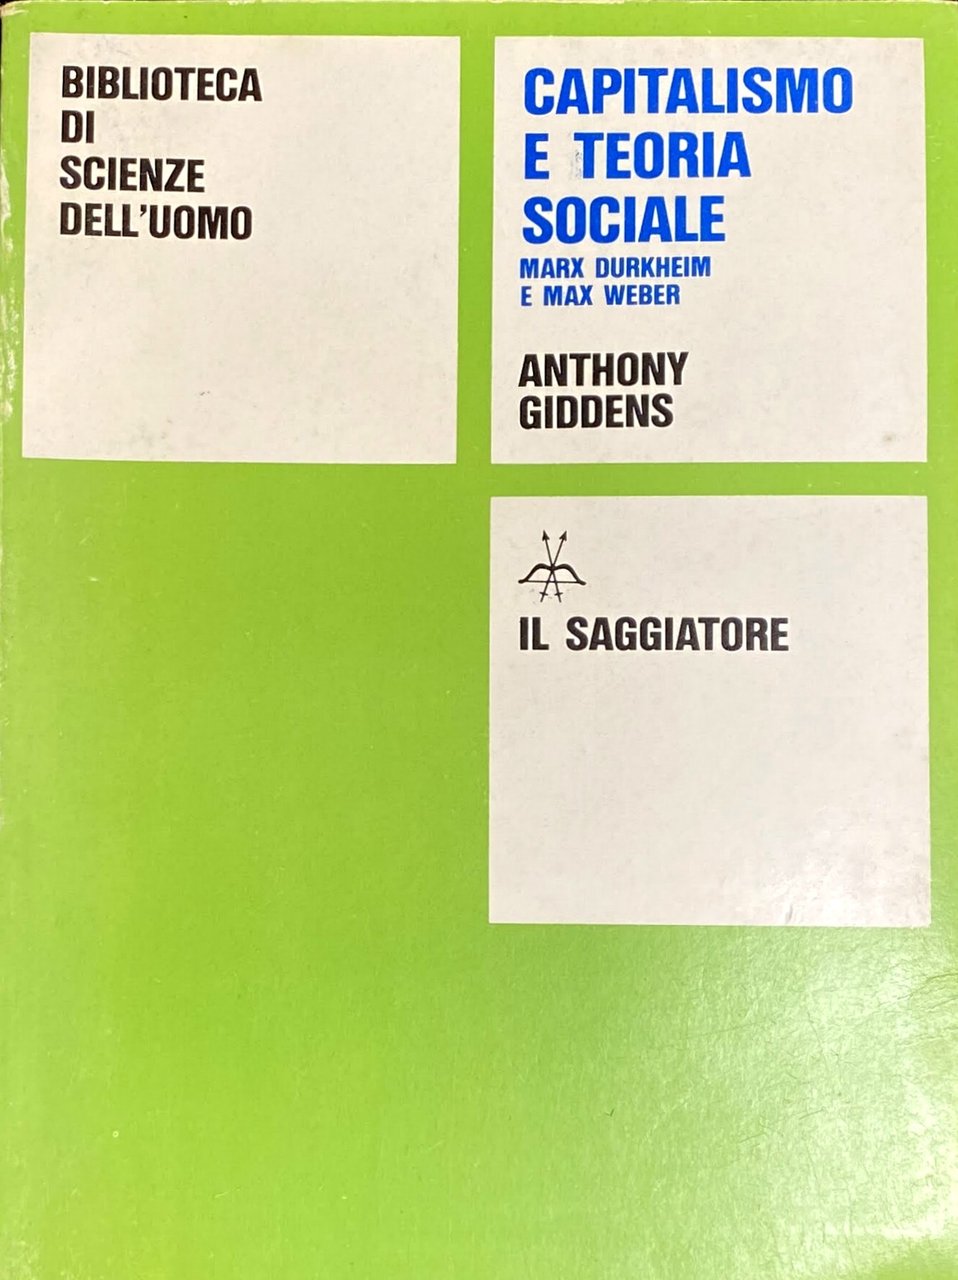 BIBLIOTECA
DI
SCIENZE
DELL'UOMO
CAPITALISMO
E TEORIA
SOCIALE
MARX DURKHEIM
E MAX WEBER
ANTHONY
GIDDENS
IL SAGGIATORE